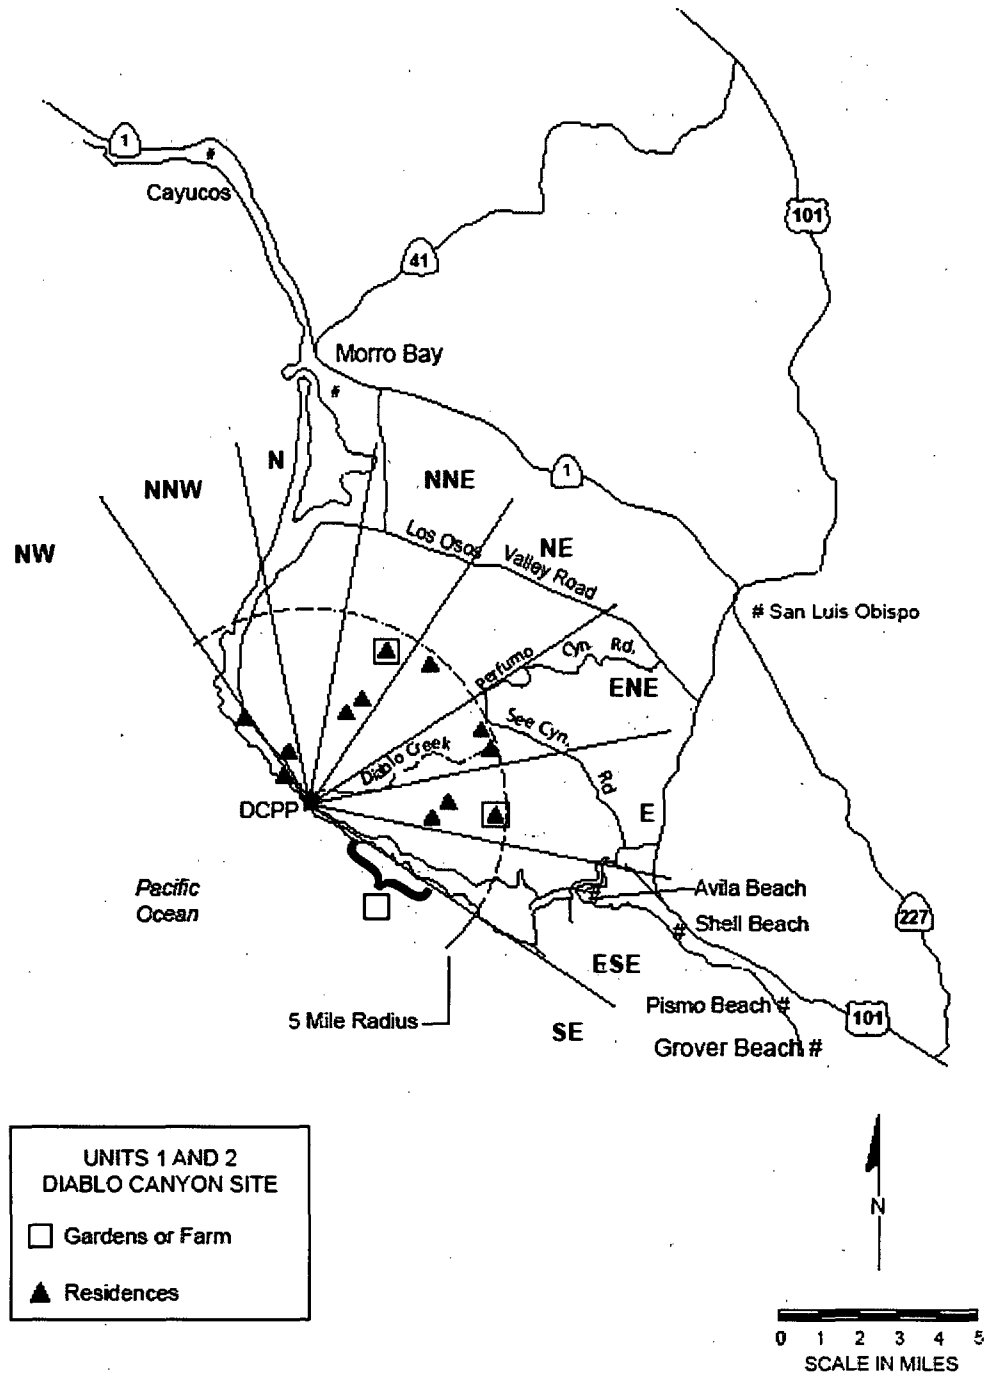 1
Cayucos
101
41
Morro Bay
N
NNW
NNE
1
NW
Los Osos
Valley Road
NE
# San Luis Obispo
Perfumo
Cyn. Rd.
ENE
See Cyn.
Rd
Diablo Creek
DCPP
E
Pacific
Ocean
Avila Beach
227
Shell Beach
ESE
Pismo Beach #
5 Mile Radius
SE
101
Grover Beach #
UNITS 1 AND 2
DIABLO CANYON SITE
Gardens or Farm
Residences
N
0 1 2 3 4 5
SCALE IN MILES